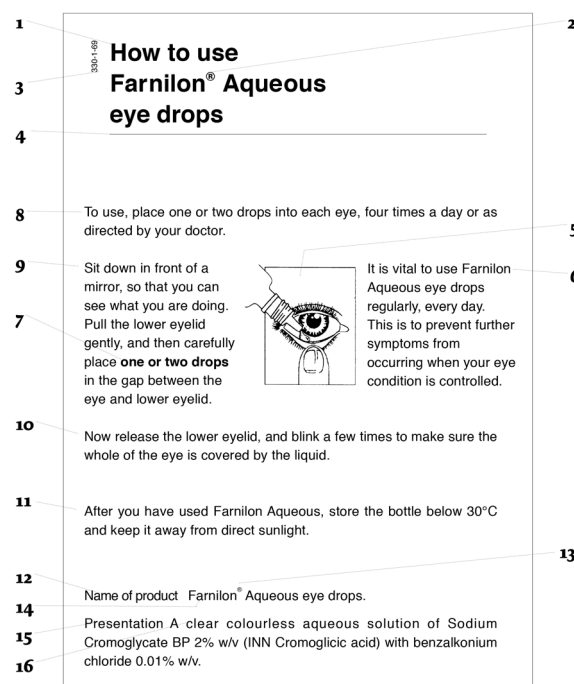 1
2
330-1-69
How to use
3
Farnilon® Aqueous
eye drops
4
8
To use, place one or two drops into each eye, four times a day or as
directed by your doctor.
5
9
Sit down in front of a
mirror, so that you can
see what you are doing.
7
Pull the lower eyelid
gently, and then carefully
place one or two drops
in the gap between the
eye and lower eyelid.
It is vital to use Farnilon
6
Aqueous eye drops
regularly, every day.
This is to prevent further
symptoms from
occurring when your eye
condition is controlled.
10
Now release the lower eyelid, and blink a few times to make sure the
whole of the eye is covered by the liquid.
11
After you have used Farnilon Aqueous, store the bottle below 30°C
and keep it away from direct sunlight.
13
12
Name of product Farnilon® Aqueous eye drops.
14
15
Presentation A clear colourless aqueous solution of Sodium
Cromoglycate BP 2% w/v (INN Cromoglicic acid) with benzalkonium
16
chloride 0.01% w/v.